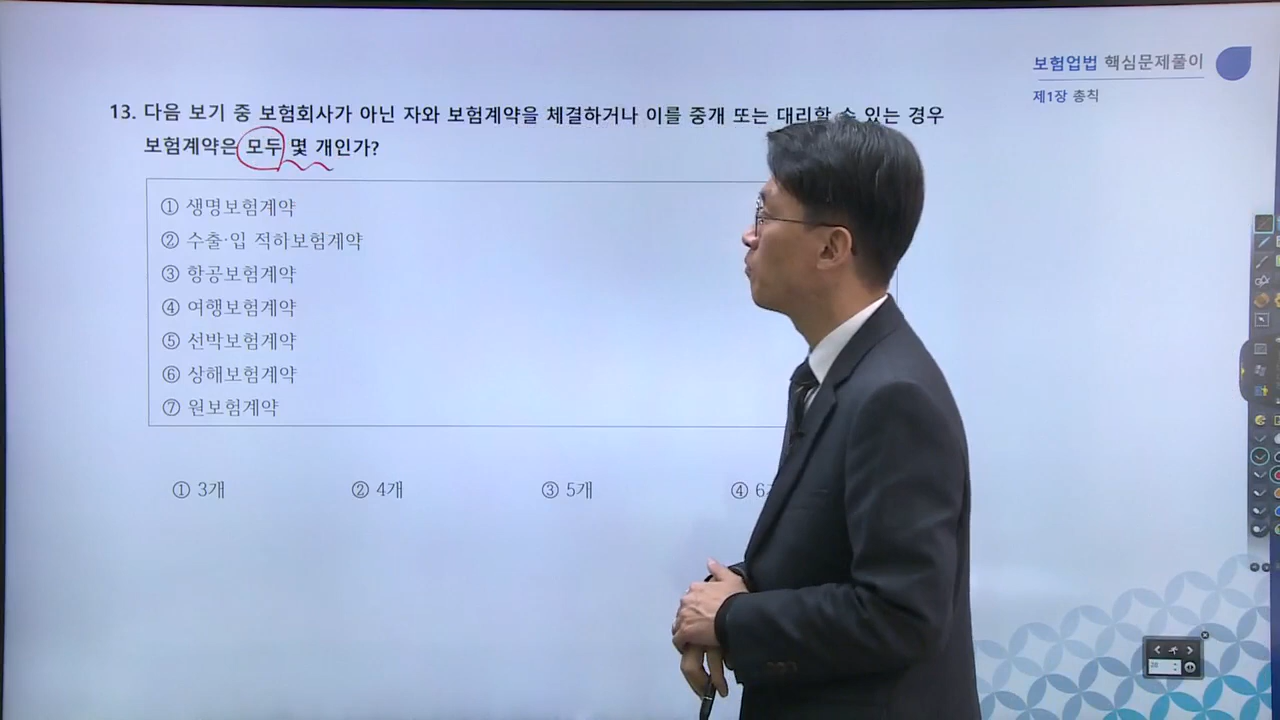 보험업법 핵심문제풀이
제1장 총칙
13. 다음 보기 중 보험회사가 아닌 자와 보험계약을 체결하거나 이를 중개 또는 대리할 수 있는 경우
보험계약은 모두 몇 개인가?
① 생명보험계약
② 수출·입 적하보험계약
③ 항공보험계약
④ 여행보험계약
⑤ 선박보험계약
⑥ 상해보험계약
⑦ 원보험계약
① 3개
② 4개
③ 5개
④ 6